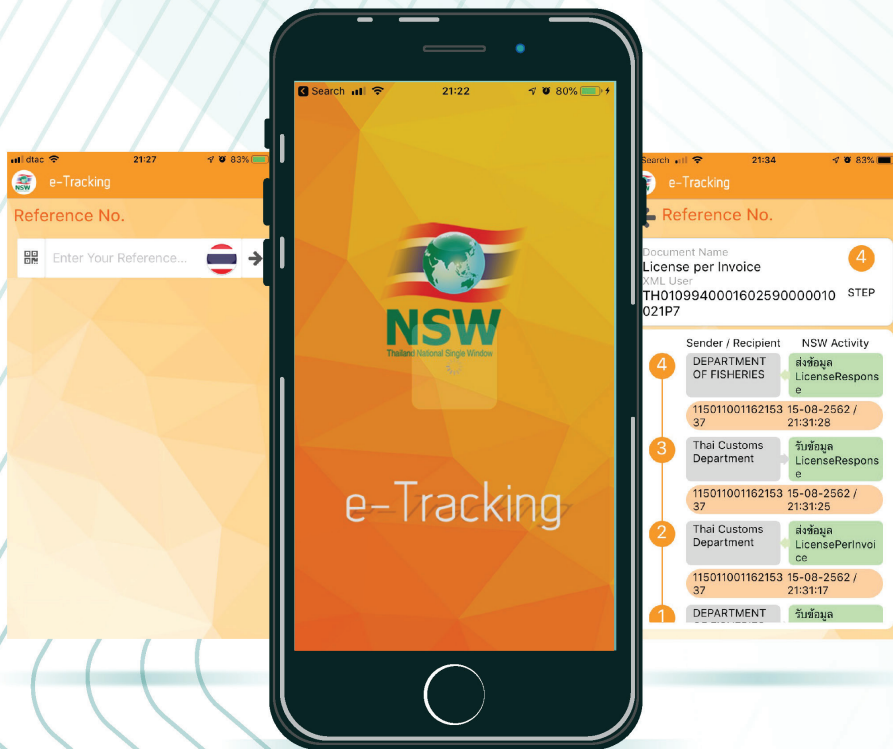 dtac 21:27 83%
NSW e-Tracking
Reference No.
Enter Your Reference...
Search 21:22 80%
NSW
Thailand National Single Window
e-Tracking
Search 21:34 83%
e-Tracking
Reference No.
Document Name
License per Invoice
XML User
TH0109940001602590000010
021P7
4
STEP
Sender / Recipient NSW Activity
4
DEPARTMENT
OF FISHERIES
ส่งข้อมูล
LicenseRespons
e
115011001162153 15-08-2562 /
37 21:31:28
3
Thai Customs
Department
รับข้อมูล
LicenseRespons
e
115011001162153 15-08-2562 /
37 21:31:25
2
Thai Customs
Department
ส่งข้อมูล
LicensePerInvoi
ce
115011001162153 15-08-2562 /
37 21:31:17
1
DEPARTMENT
OF FISHERIES
รับข้อมูล